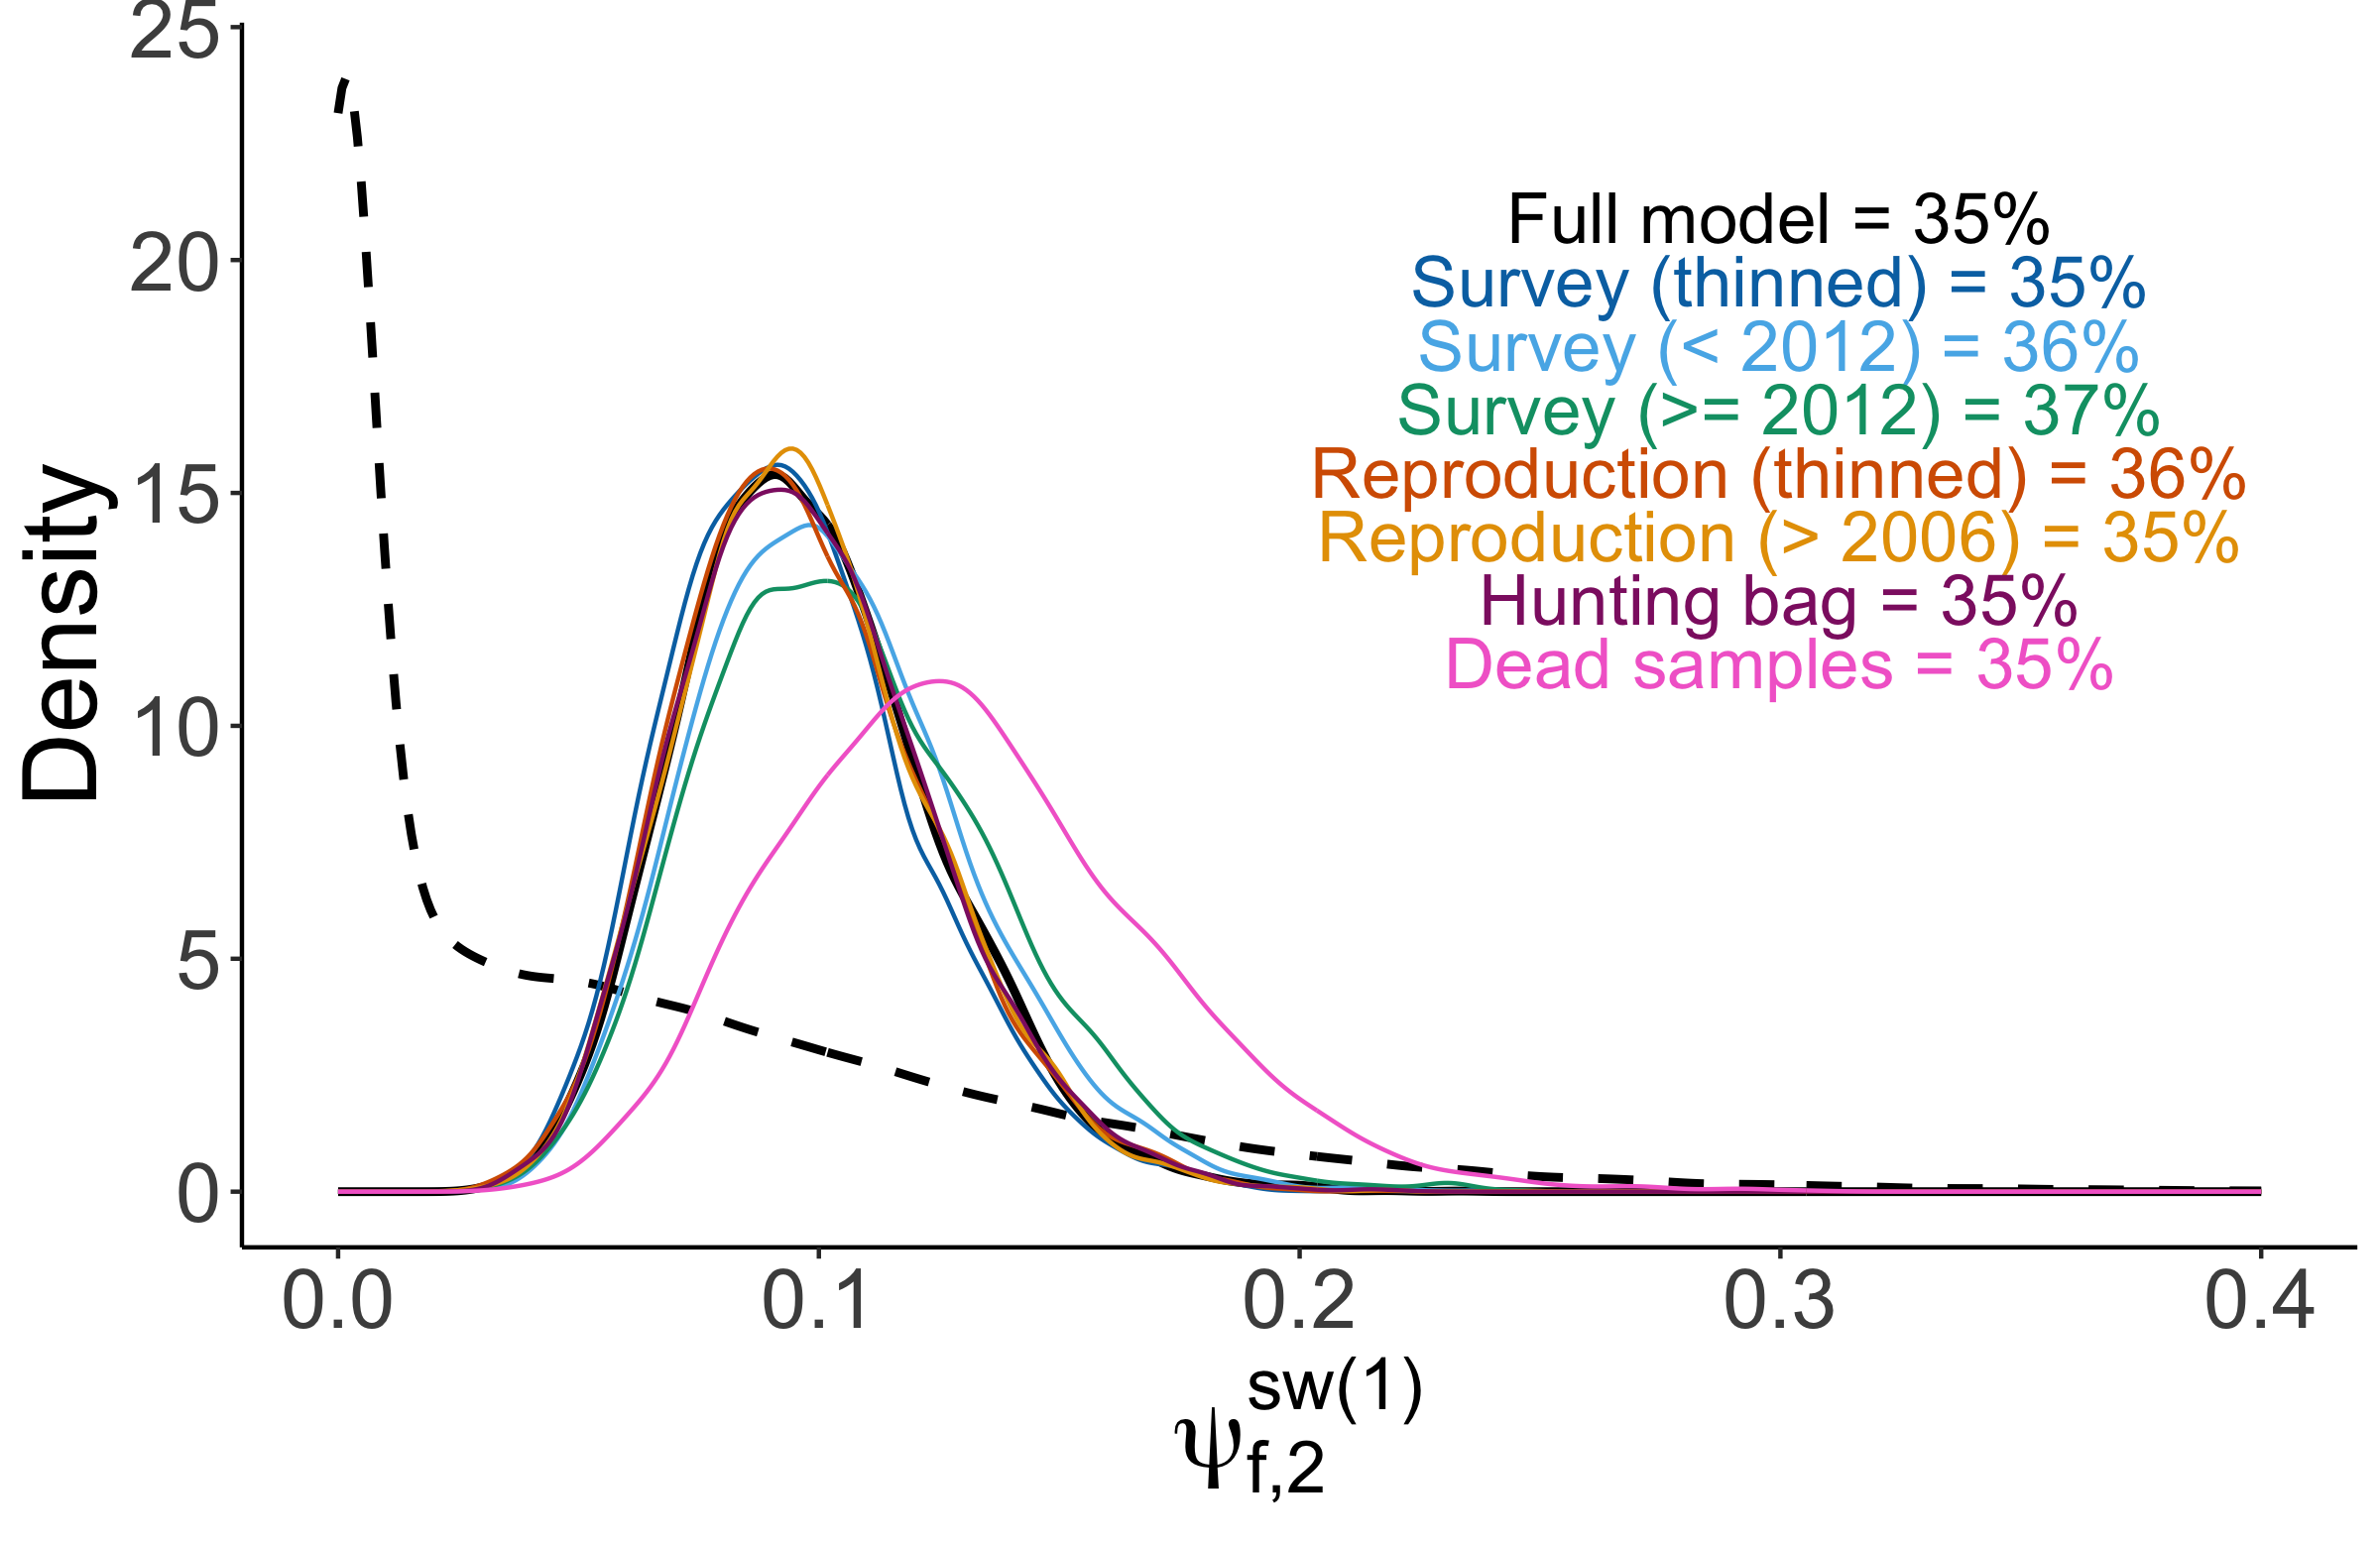 25
20
15
10
5
0
Density
Full model = 35%
Survey (thinned) = 35%
Survey (< 2012) = 36%
Survey (>= 2012) = 37%
Reproduction (thinned) = 36%
Reproduction (> 2006) = 35%
Hunting bag = 35%
Dead samples = 35%
0.0 0.1 0.2 0.3 0.4
ψ sw(1) f,2